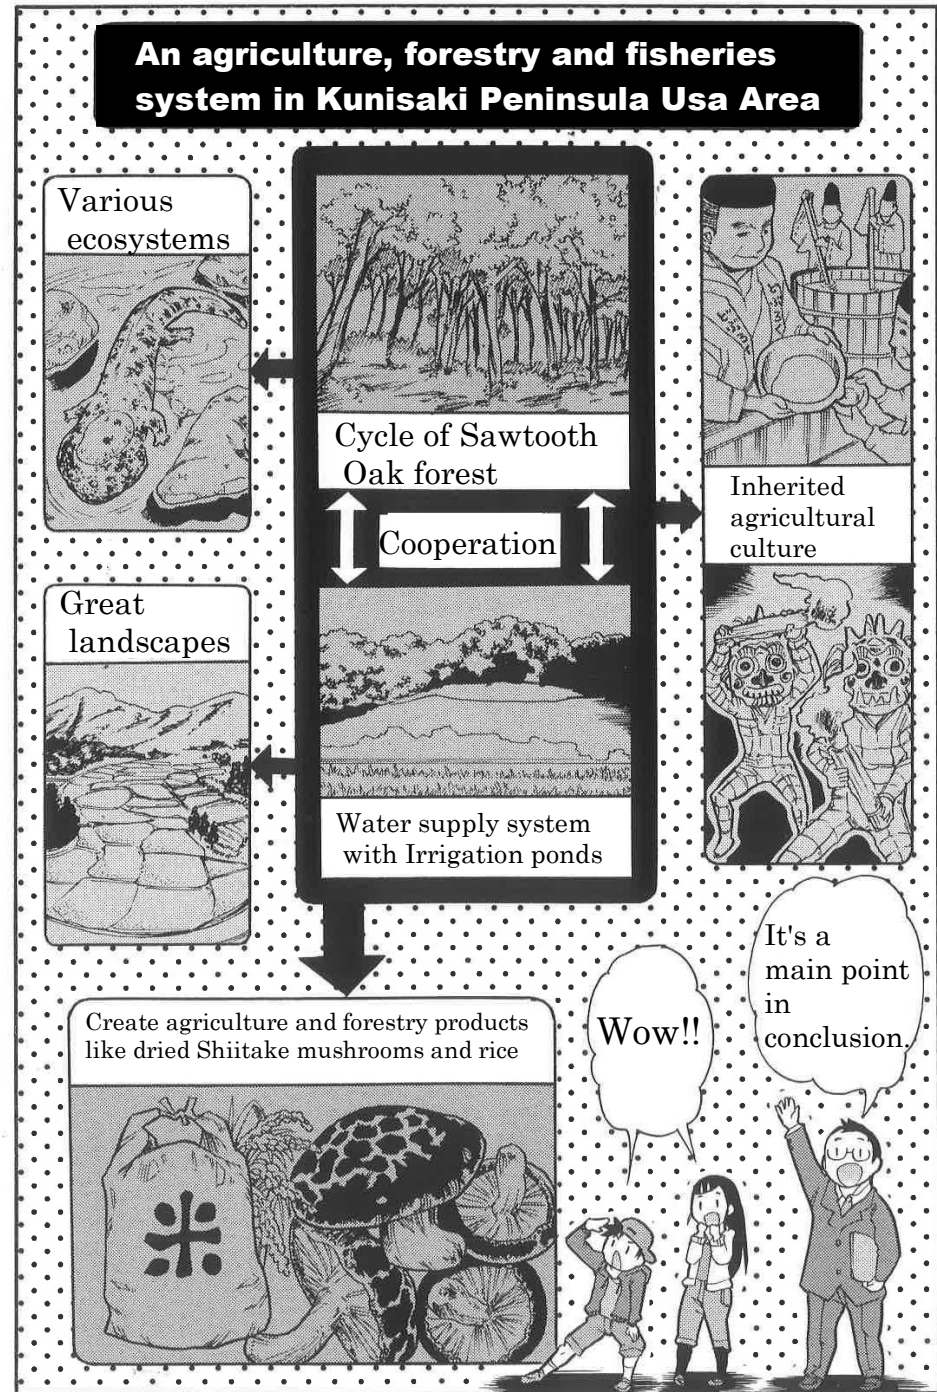 An agriculture, forestry and fisheries
system in Kunisaki Peninsula Usa Area
Various
ecosystems
Cycle of Sawtooth
Oak forest
Cooperation
Water supply system
with Irrigation ponds
Inherited
agricultural
culture
Great
landscapes
Create agriculture and forestry products
like dried Shiitake mushrooms and rice
米
Wow!!
It's a
main point
in
conclusion.